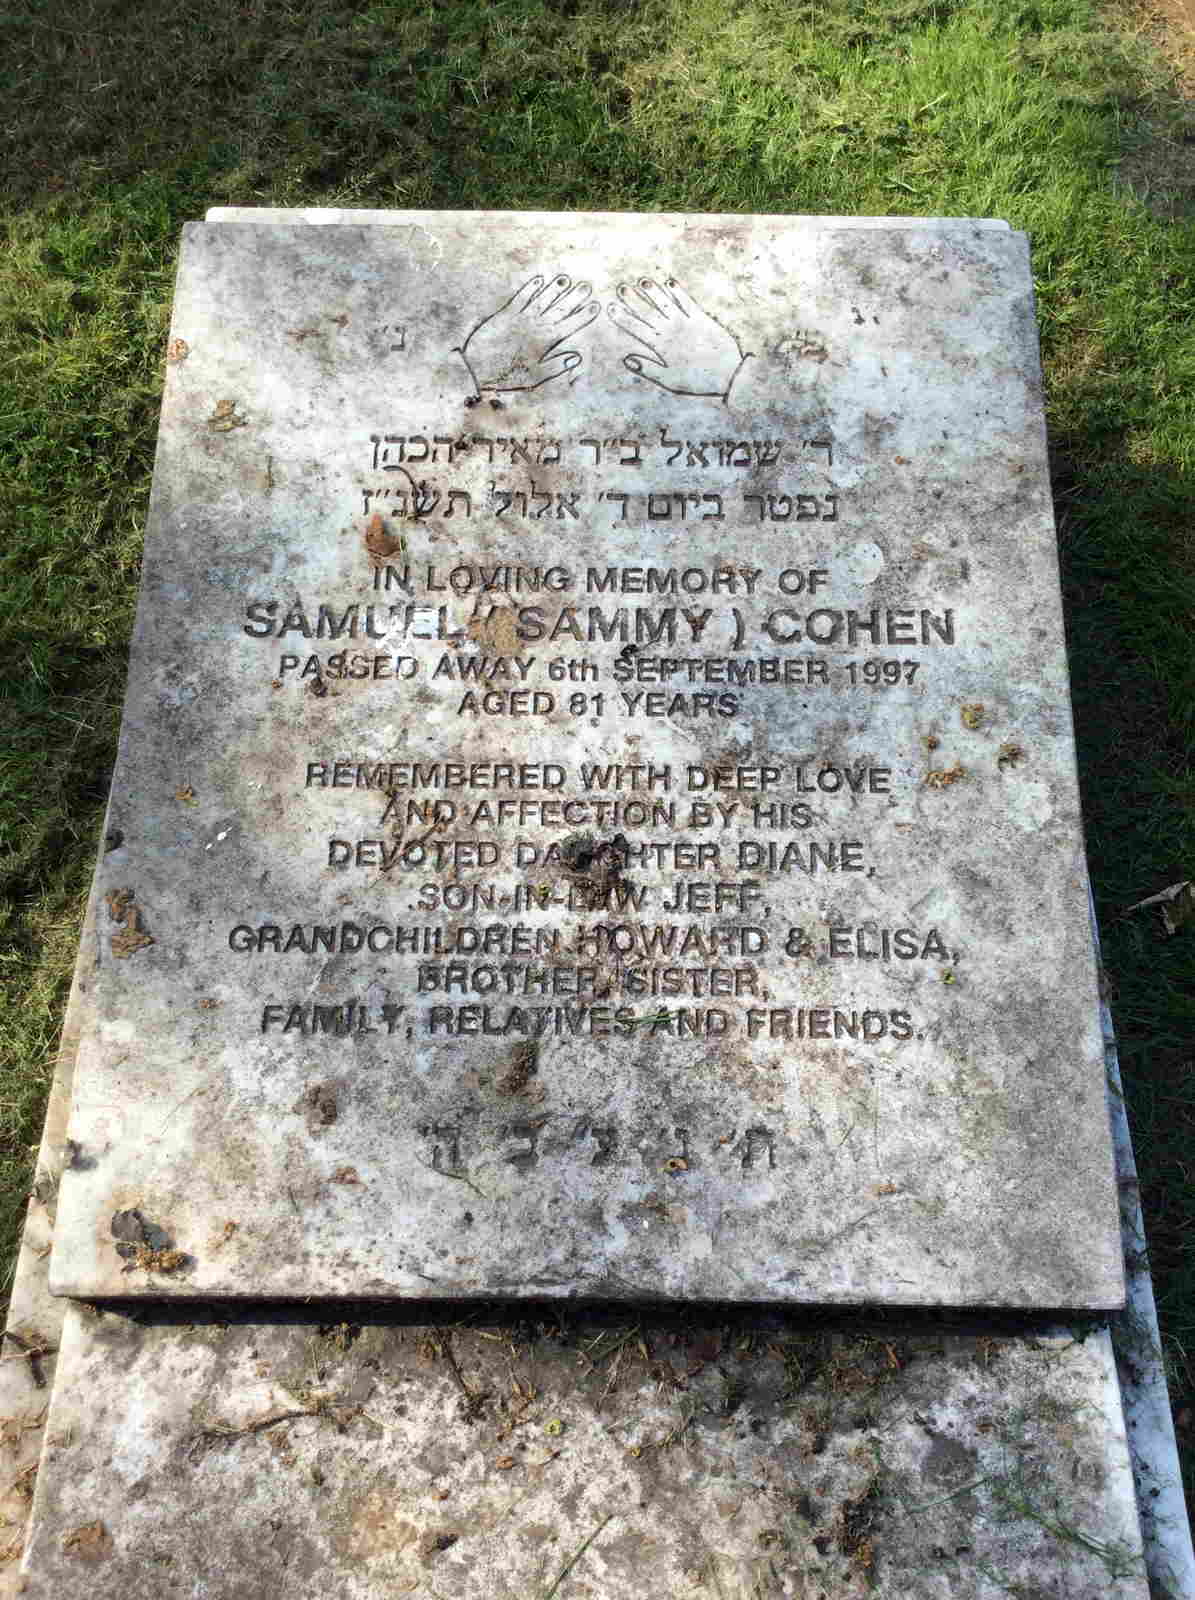 פ״ נ״
ר׳ שמואל ב״ר מאיר הכהן
נפטר ביום ד׳ אלול תשנ״ז
IN LOVING MEMORY OF
SAMUEL ( SAMMY ) COHEN
PASSED AWAY 6th SEPTEMBER 1997
AGED 81 YEARS
REMEMBERED WITH DEEP LOVE
AND AFFECTION BY HIS
DEVOTED DAUGHTER DIANE,
SON-IN-LAW JEFF,
GRANDCHILDREN HOWARD & ELISA,
BROTHER, SISTER,
FAMILY, RELATIVES AND FRIENDS.
ת׳ נ׳ צ׳ ב׳ ה׳